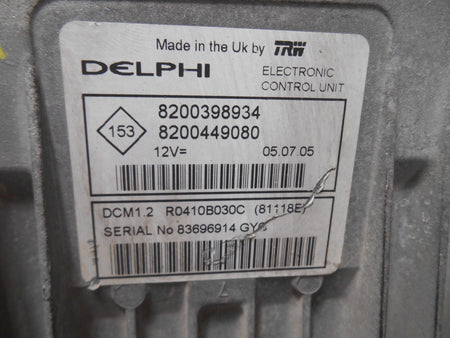 Made in the Uk by TRW
DELPHI
ELECTRONIC
CONTROL UNIT
153
8200398934
8200449080
12V=
05.07.05
DCM1.2 R0410B030C (81118E)
SERIAL No 83696914 GYC